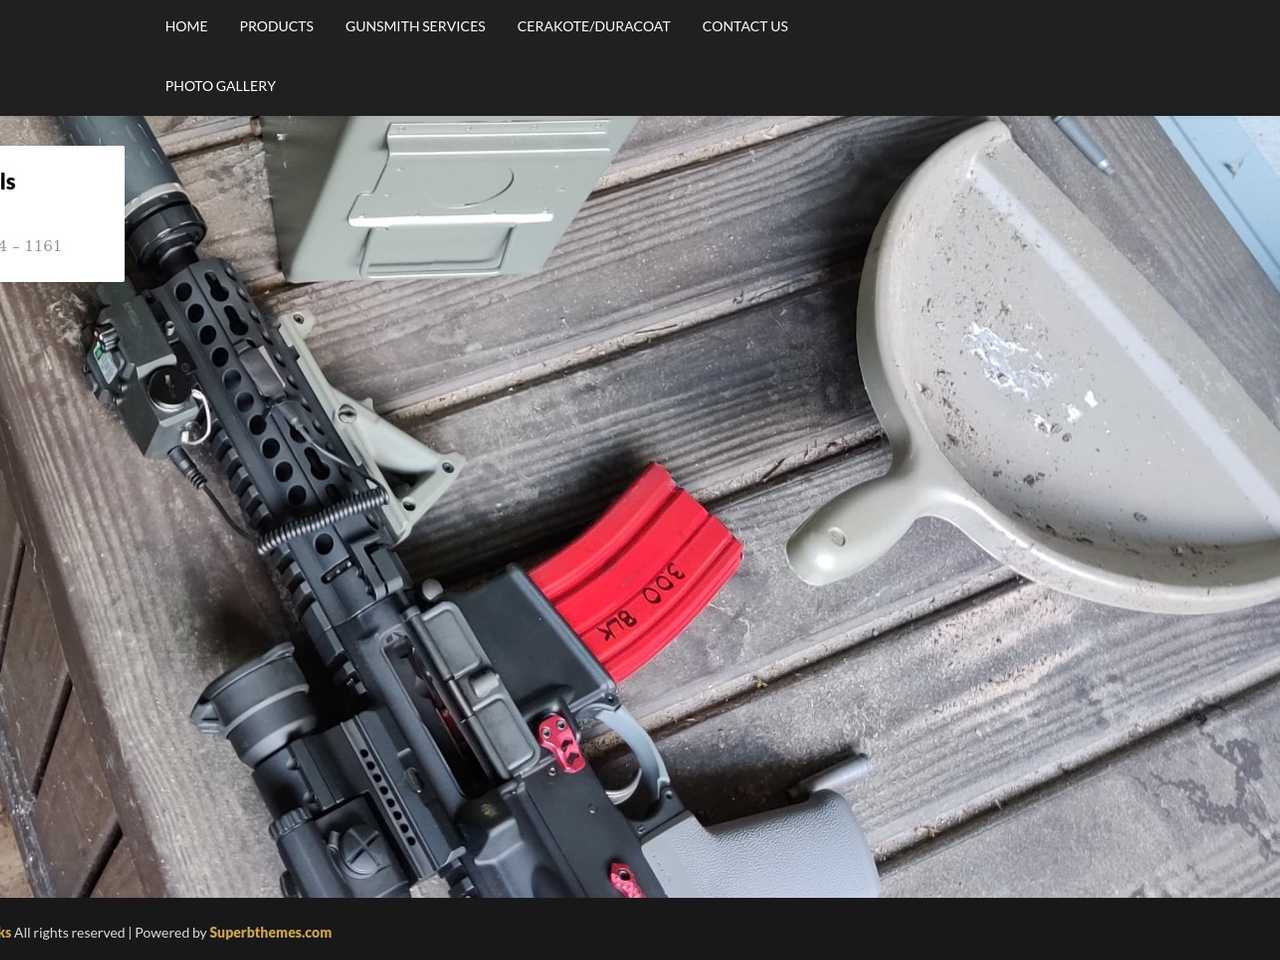 HOME PRODUCTS GUNSMITH SERVICES CERAKOTE/DURACOAT CONTACT US
PHOTO GALLERY
ls
4 – 1161
300 BLK
ks All rights reserved | Powered by Superbthemes.com